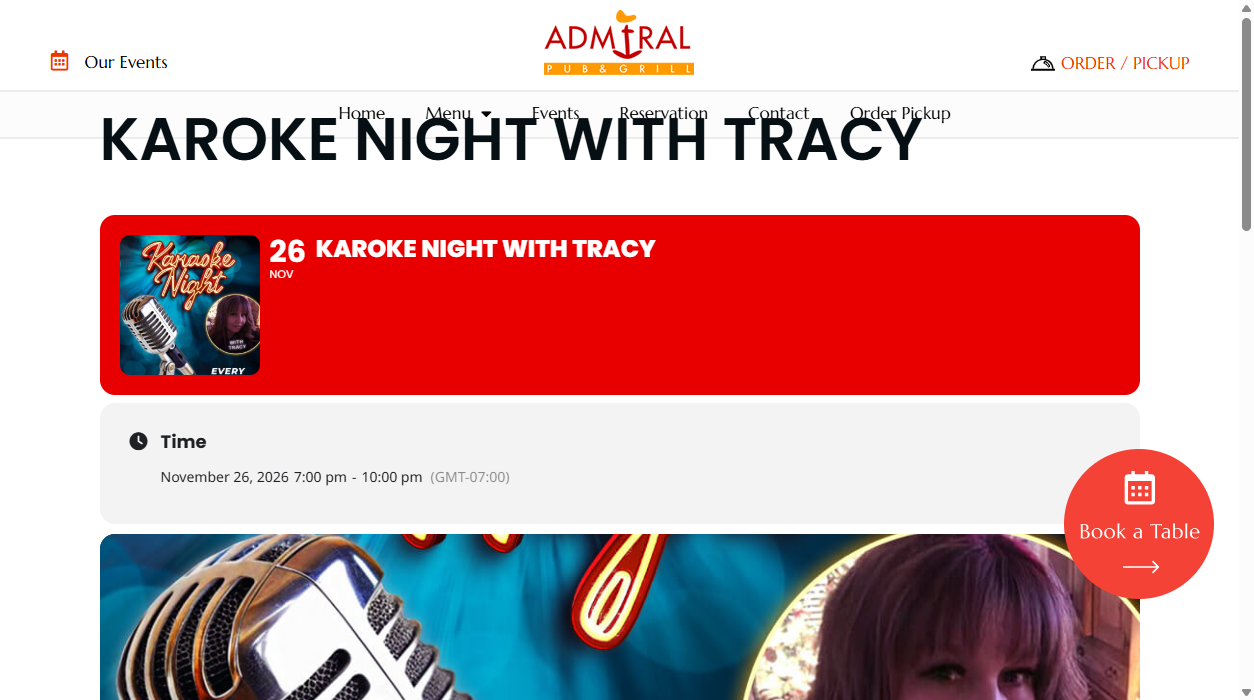 ADMIRAL
PUB & GRILL
Our Events
ORDER / PICKUP
Home
Menu
Events
Reservation
Contact
Order Pickup
KAROKE NIGHT WITH TRACY
Karaoke
Night
WITH
TRACY
EVERY
26
NOV
KAROKE NIGHT WITH TRACY
Time
November 26, 2026 7:00 pm - 10:00 pm (GMT-07:00)
Book a Table